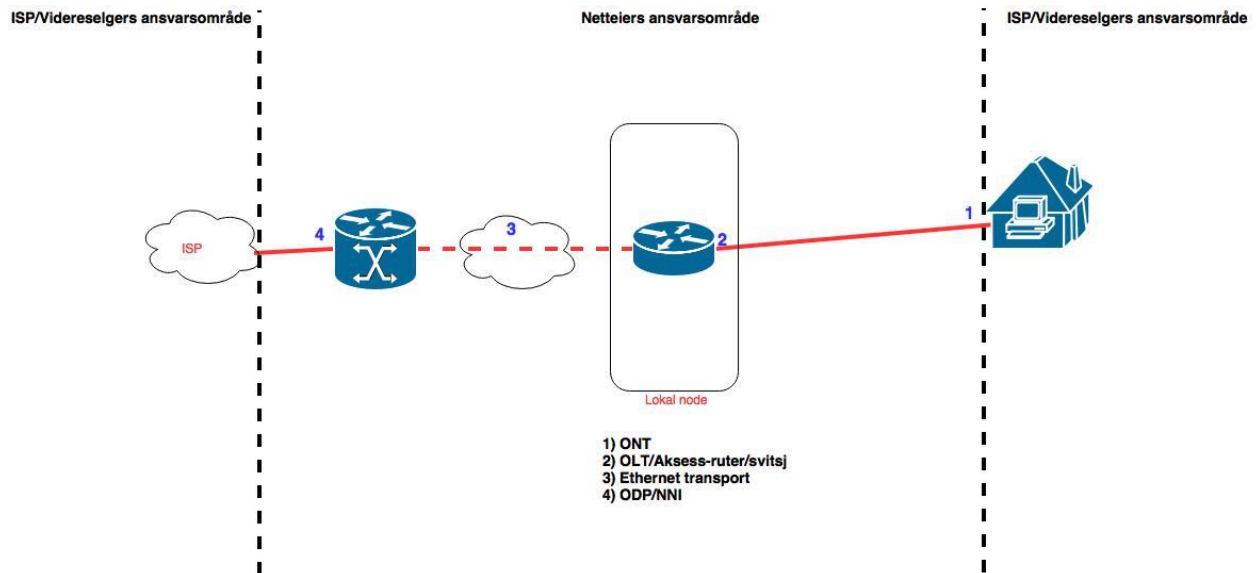 ISP/Videreselgers ansvarsområde
Netteiers ansvarsområde
ISP/Videreselgers ansvarsområde
ISP
4
3
2
1
Lokal node
1) ONT
2) OLT/Aksess-ruter/svitsj
3) Ethernet transport
4) ODP/NNI